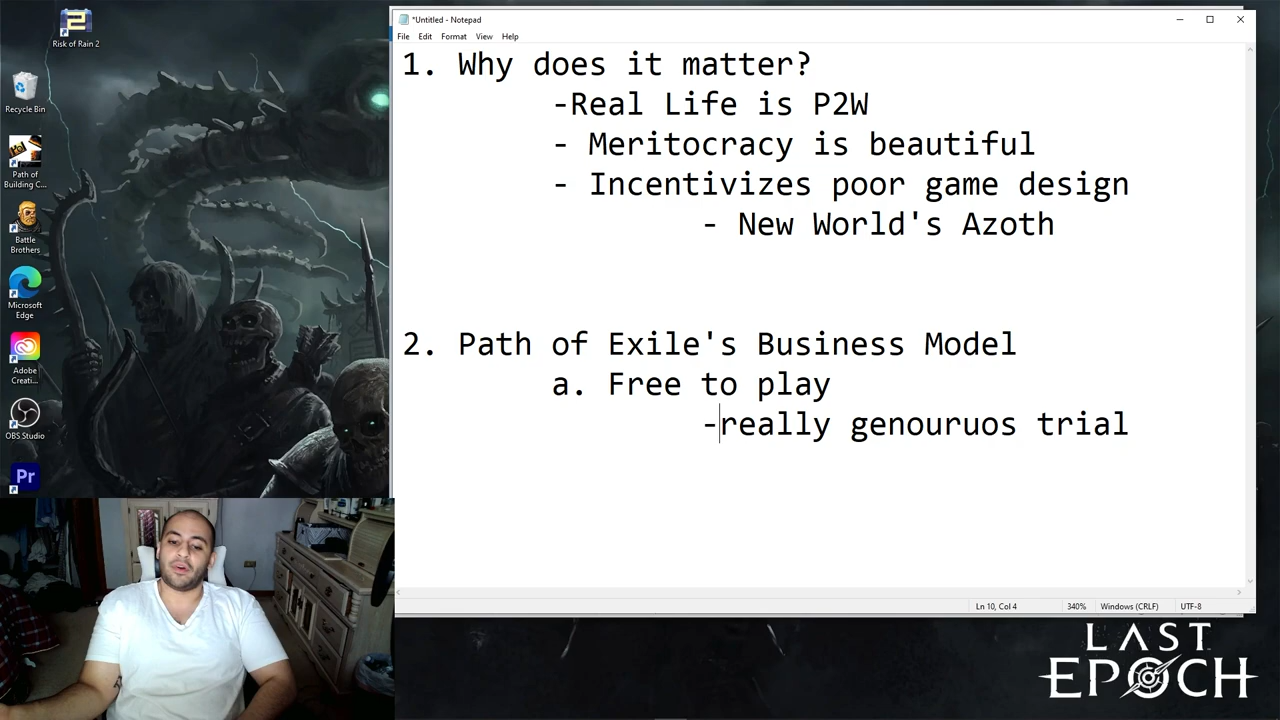 Risk of Rain 2
Recycle Bin
Path of
Building C...
Battle
Brothers
Microsoft
Edge
Adobe
Creati...
OBS Studio
Pr
*Untitled - Notepad
File Edit Format View Help
1. Why does it matter?
-Real Life is P2W
- Meritocracy is beautiful
- Incentivizes poor game design
- New World's Azoth
2. Path of Exile's Business Model
a. Free to play
-really genouruos trial
Ln 10, Col 4 340% Windows (CRLF) UTF-8
LAST
EPOCH